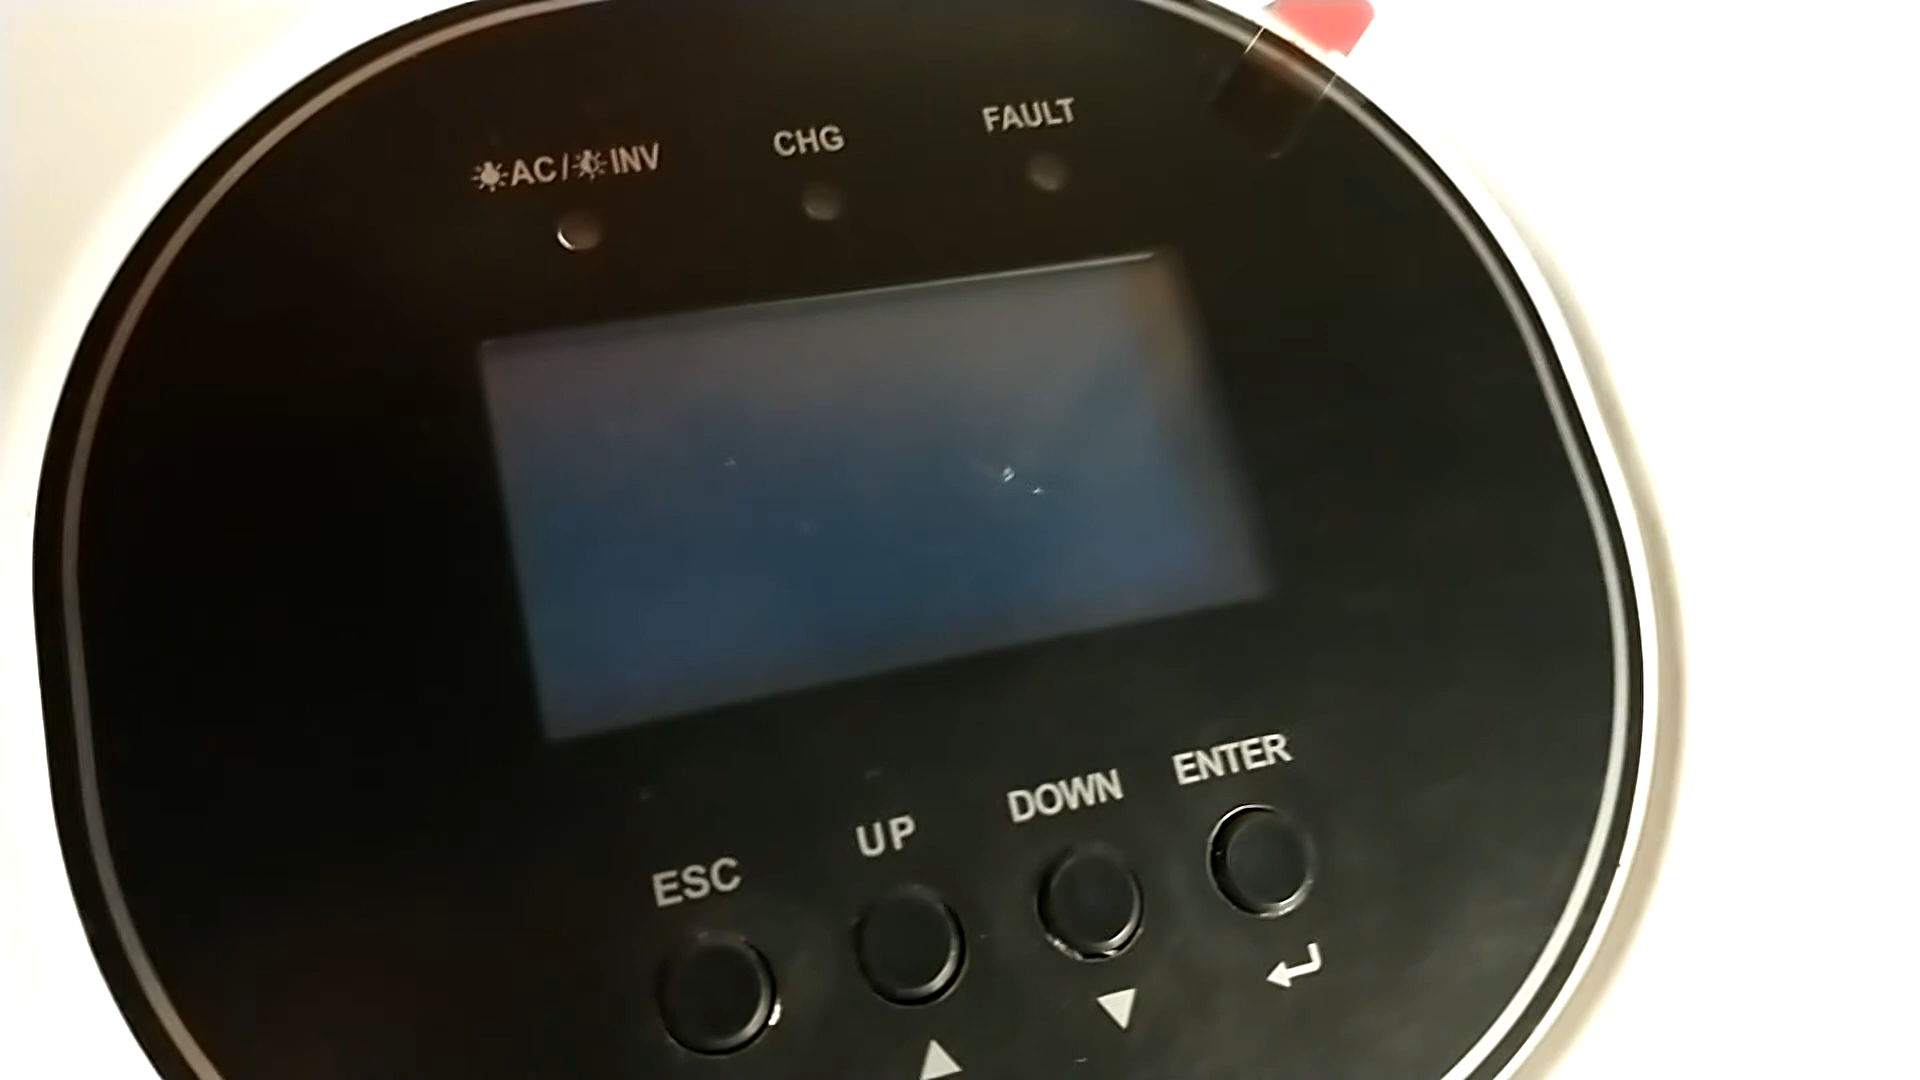 AC/INV
CHG
FAULT
ESC
UP
DOWN
ENTER